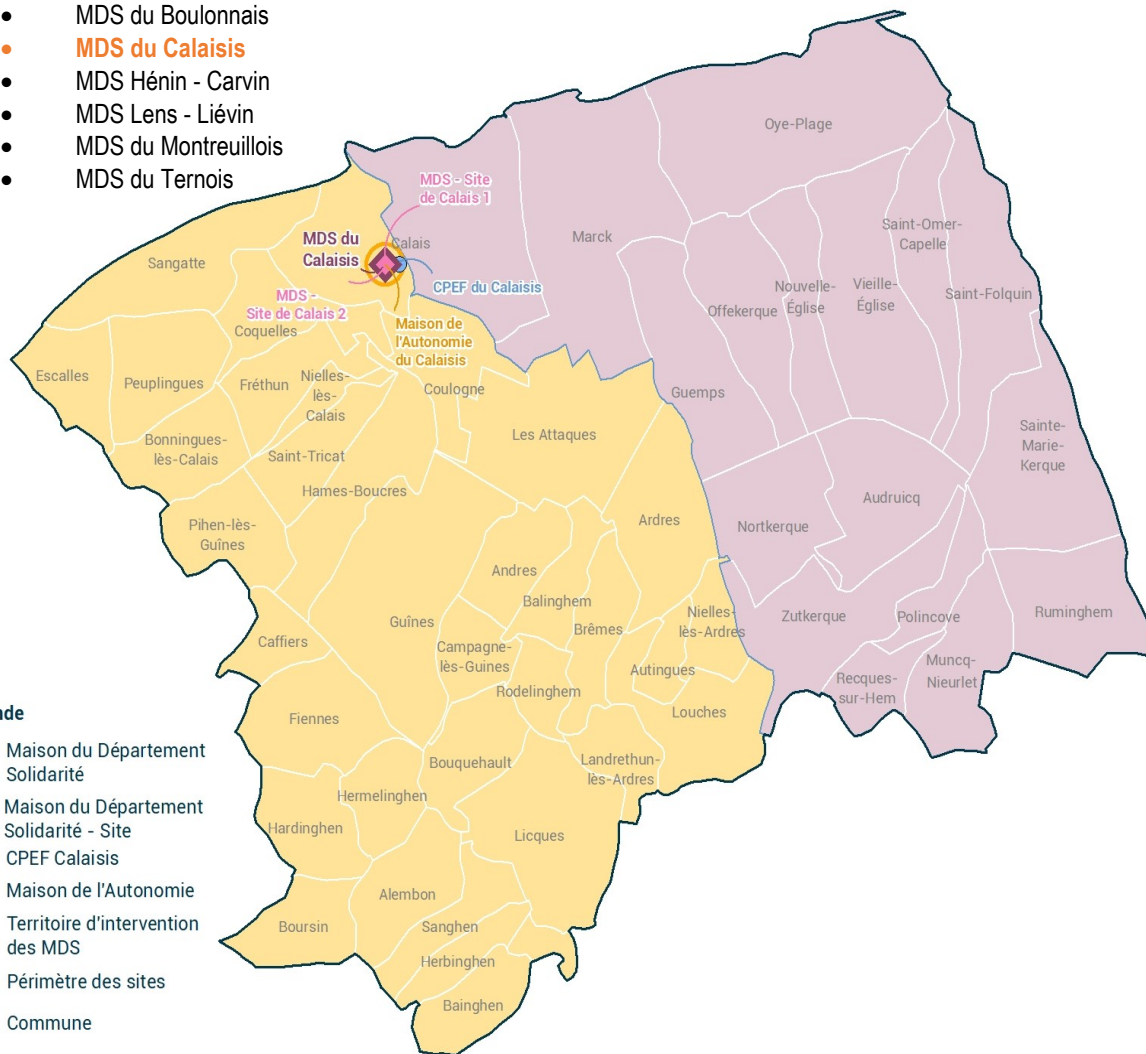 • MDS du Boulonnais
• MDS du Calaisis
• MDS Hénin - Carvin
• MDS Lens - Liévin
• MDS du Montreuillois
• MDS du Ternois
Oye-Plage
MDS - Site
de Calais 1
Saint-Omer-
Capelle
MDS du
Calaisis
Calais
Marck
Sangatte
CPEF du Calaisis
Nouvelle-
Église
Vieille-
Église
Saint-Folquin
MDS -
Site de Calais 2
Offekerque
Coquelles
Maison de
l'Autonomie
du Calaisis
Escalles
Peuplingues
Fréthun
Nielles-
lès-
Calais
Coulogne
Guemps
Les Attaques
Sainte-
Marie-
Kerque
Bonningues-
lès-Calais
Saint-Tricat
Hames-Boucres
Audruicq
Pihen-lès-
Guînes
Ardres
Nortkerque
Andres
Balinghem
Guînes
Brêmes
Nielles-
lès-Ardres
Zutkerque
Polincove
Ruminghem
Caffiers
Campagne-
lès-Guines
Autingues
Recques-
sur-Hem
Muncq-
Nieurlet
Rodelinghem
Fiennes
Louches
Bouquehault
Landrethun-
lès-Ardres
Hermelinghen
Hardinghen
Licques
Alembon
Boursin
Sanghen
Herbinghen
Bainghen
nde
Maison du Département
Solidarité
Maison du Département
Solidarité - Site
CPEF Calaisis
Maison de l'Autonomie
Territoire d'intervention
des MDS
Périmètre des sites
Commune